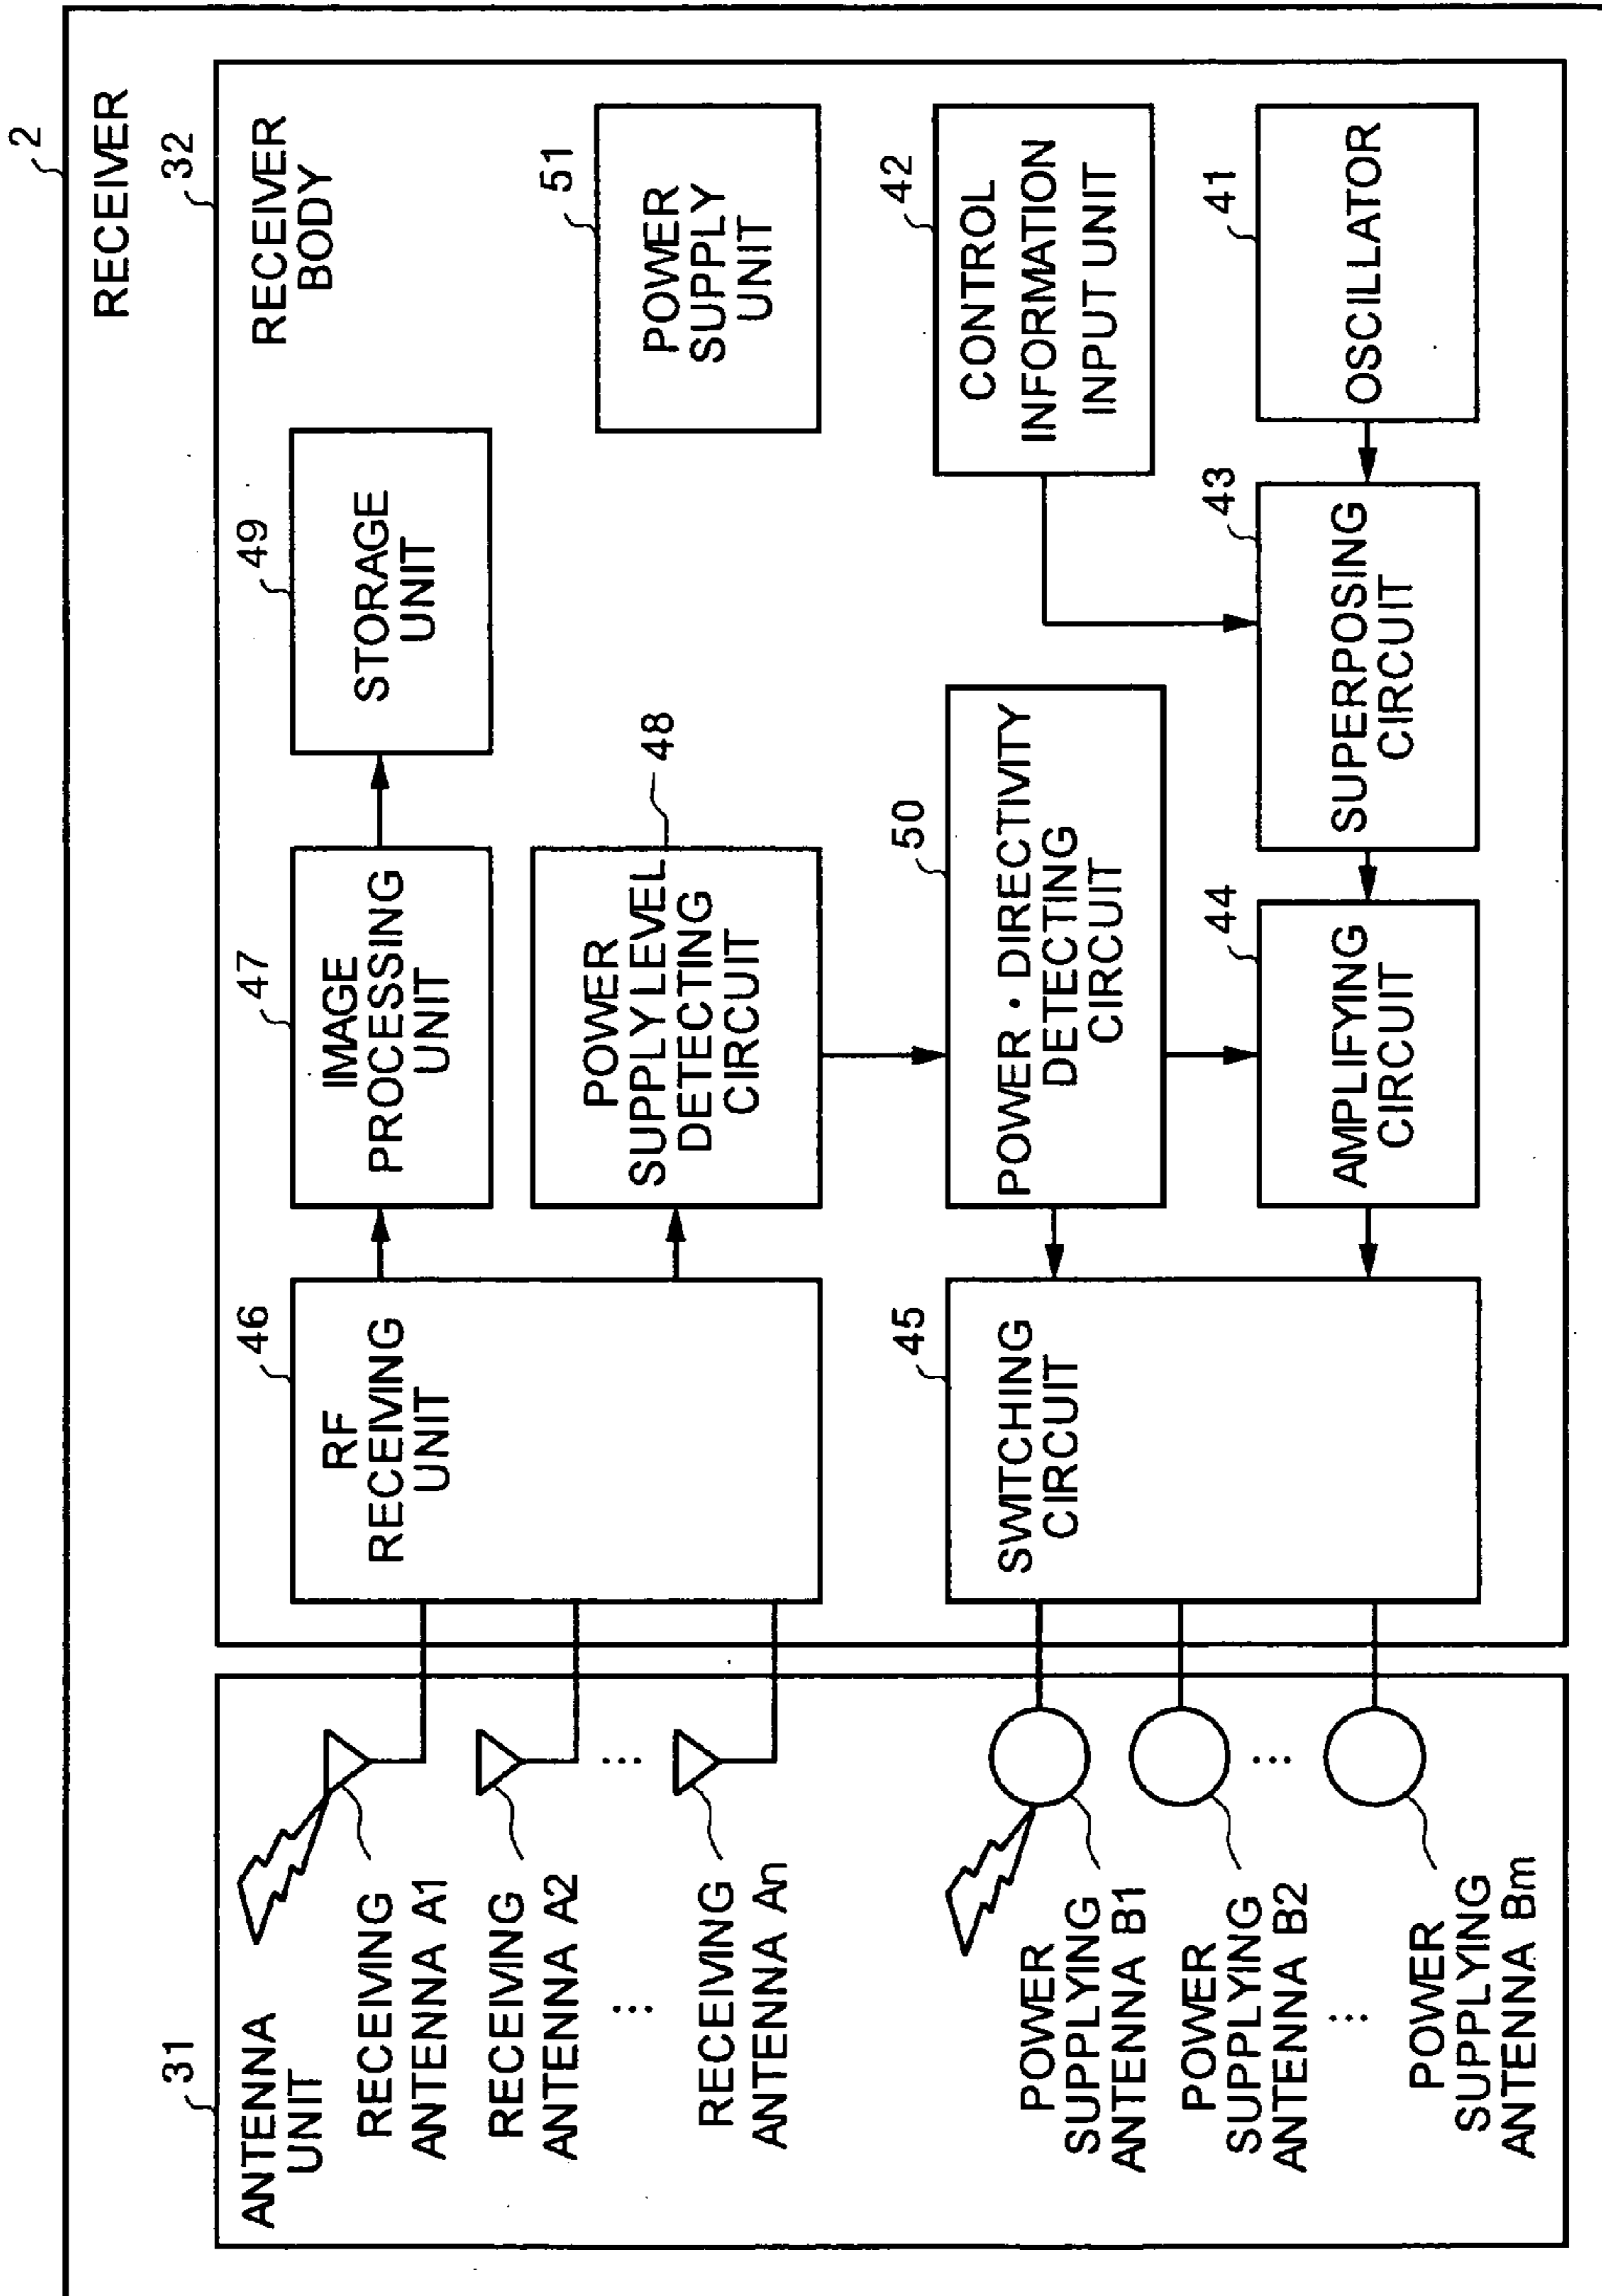 2
RECEIVER
31
ANTENNA
UNIT
RECEIVING
ANTENNA A1
RECEIVING
ANTENNA A2
⋮
RECEIVING
ANTENNA An
POWER
SUPPLYING
ANTENNA B1
POWER
SUPPLYING
ANTENNA B2
⋮
POWER
SUPPLYING
ANTENNA Bm
32
RECEIVER
BODY
46
RF
RECEIVING
UNIT
47
IMAGE
PROCESSING
UNIT
49
STORAGE
UNIT
POWER
SUPPLY LEVEL
DETECTING
CIRCUIT
48
51
POWER
SUPPLY
UNIT
45
SWITCHING
CIRCUIT
50
POWER・DIRECTIVITY
DETECTING
CIRCUIT
42
CONTROL
INFORMATION
INPUT UNIT
44
AMPLIFYING
CIRCUIT
43
SUPERPOSING
CIRCUIT
41
OSCILLATOR